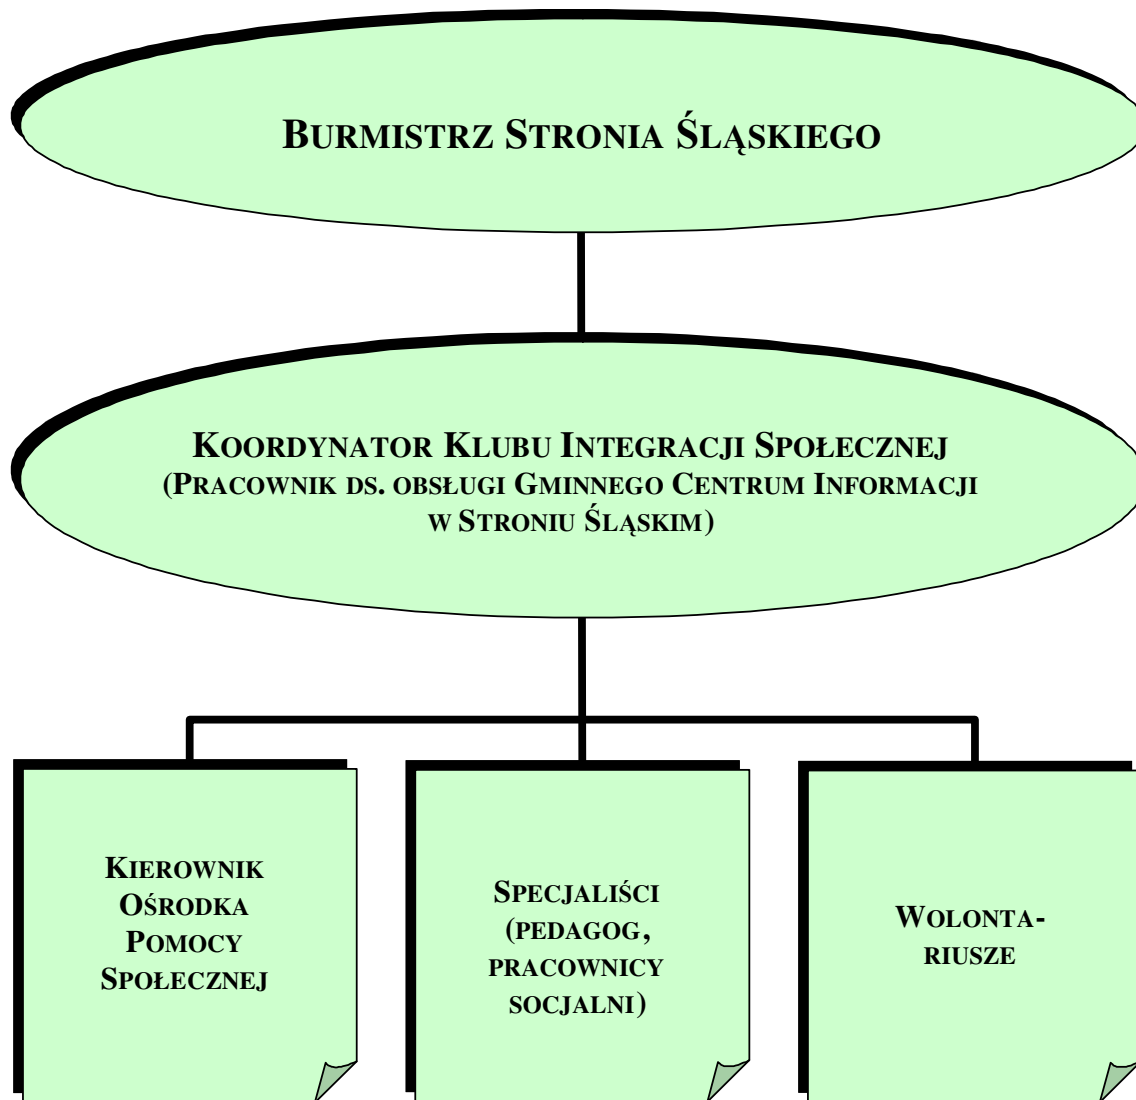 BURMISTRZ STRONIA ŚLĄSKIEGO
KOORDYNATOR KLUBU INTEGRACJI SPOŁECZNEJ
(PRACOWNIK DS. OBSŁUGI GMINNEGO CENTRUM INFORMACJI
W STRONIU ŚLĄSKIM)
KIEROWNIK
OŚRODKA
POMOCY
SPOŁECZNEJ
SPECJALIŚCI
(PEDAGOG,
PRACOWNICY
SOCJALNI)
WOLONTA-
RIUSZE